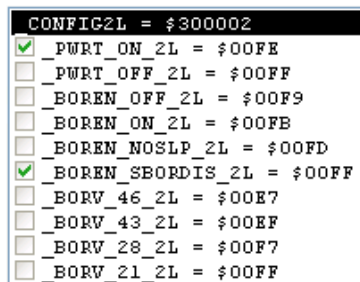 _CONFIG2L = $300002
_PWRT_ON_2L = $00FE
_PWRT_OFF_2L = $00FF
_BOREN_OFF_2L = $00F9
_BOREN_ON_2L = $00FB
_BOREN_NOSLP_2L = $00FD
_BOREN_SBORDIS_2L = $00FF
_BORV_46_2L = $00E7
_BORV_43_2L = $00EF
_BORV_28_2L = $00F7
_BORV_21_2L = $00FF